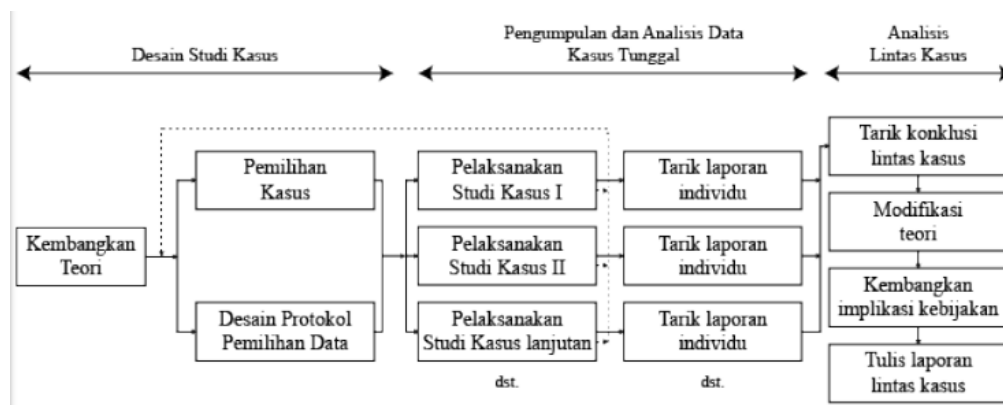 Desain Studi Kasus
Pengumpulan dan Analisis Data
Kasus Tunggal
Analisis
Lintas Kasus
Kembangkan
Teori
Pemilihan
Kasus
Desain Protokol
Pemilihan Data
Pelaksanakan
Studi Kasus I
Pelaksanakan
Studi Kasus II
Pelaksanakan
Studi Kasus lanjutan
dst.
Tarik laporan
individu
Tarik laporan
individu
Tarik laporan
individu
dst.
Tarik konklusi
lintas kasus
Modifikasi
teori
Kembangkan
implikasi kebijakan
Tulis laporan
lintas kasus